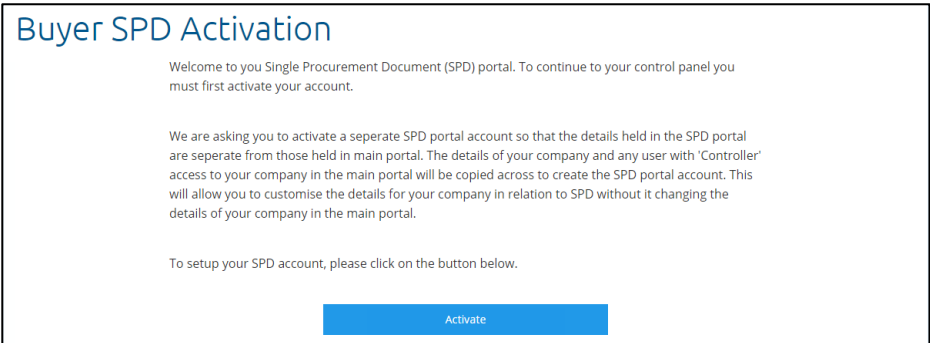 Buyer SPD Activation
Welcome to you Single Procurement Document (SPD) portal. To continue to your control panel you
must first activate your account.
We are asking you to activate a seperate SPD portal account so that the details held in the SPD portal
are seperate from those held in main portal. The details of your company and any user with 'Controller'
access to your company in the main portal will be copied across to create the SPD portal account. This
will allow you to customise the details for your company in relation to SPD without it changing the
details of your company in the main portal.
To setup your SPD account, please click on the button below.
Activate